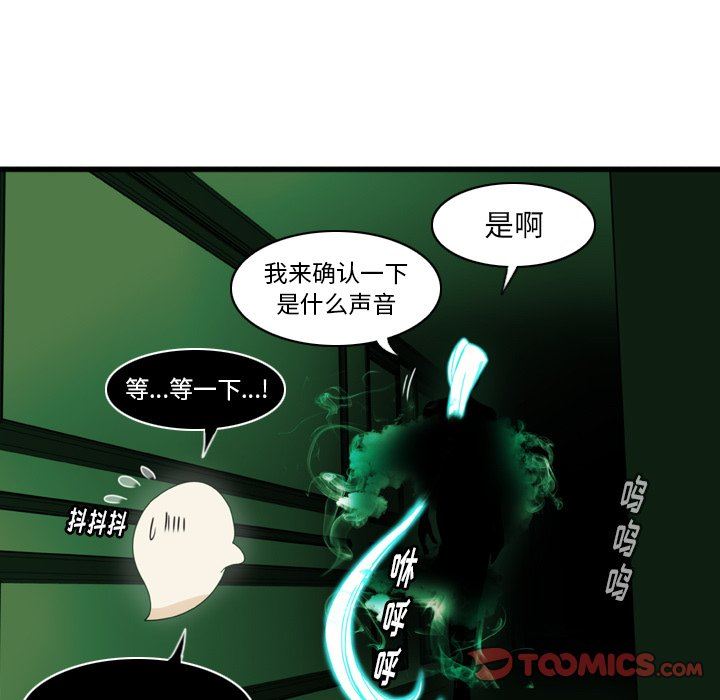 是啊
我来确认一下
是什么声音
等...等一下...!
抖抖抖
呜
呜
呜
咻
呼
呼
TOOMICS.COM